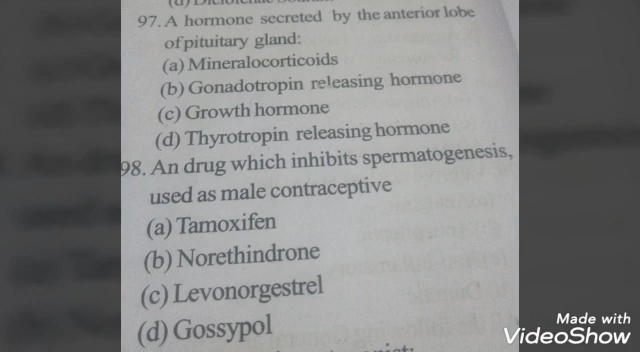 97. A hormone secreted by the anterior lobe
of pituitary gland:
(a) Mineralocorticoids
(b) Gonadotropin releasing hormone
(c) Growth hormone
(d) Thyrotropin releasing hormone
98. An drug which inhibits spermatogenesis,
used as male contraceptive
(a) Tamoxifen
(b) Norethindrone
(c) Levonorgestrel
(d) Gossypol
Made with
VideoShow